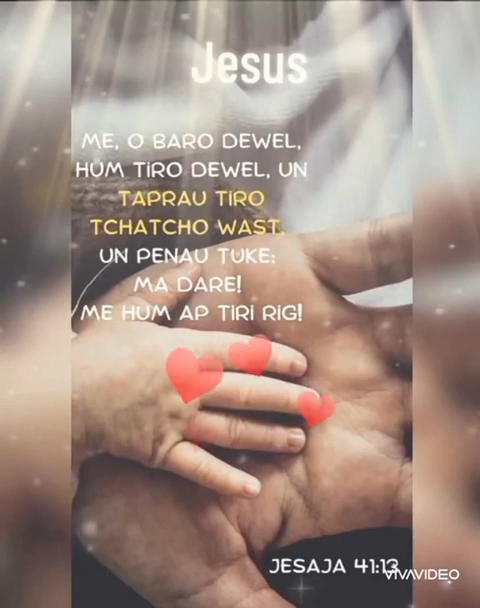 Jesus
ME, O BARO DEWEL,
HUM TIRO DEWEL, UN
TAPRAU TIRO
TCHATCHO WAST,
UN PENAU TUKE:
MA DARE!
ME HUM AP TIRI RIG!
JESAJA 41:13
VIVAVIDEO